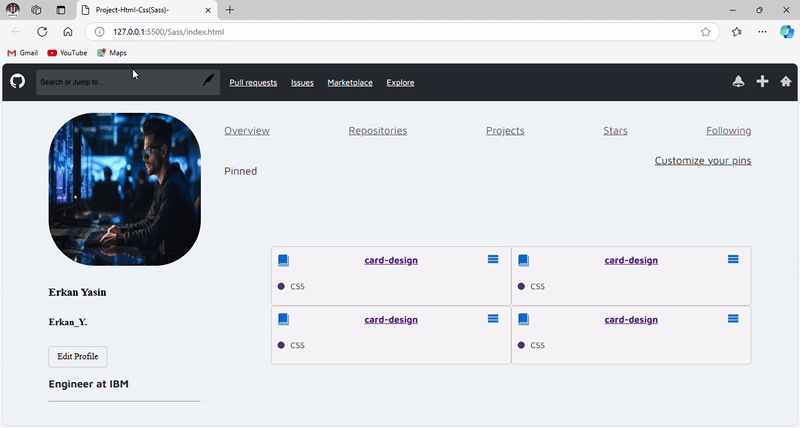 Project-Html-Css(Sass)-
127.0.0.1:5500/Sass/index.html
Gmail YouTube Maps
Search or Jump to ... Pull requests Issues Marketplace Explore
Overview Repositories Projects Stars Following
Customize your pins
Pinned
card-design card-design
CSS CSS
card-design card-design
CSS CSS
Erkan Yasin
Erkan_Y.
Edit Profile
Engineer at IBM